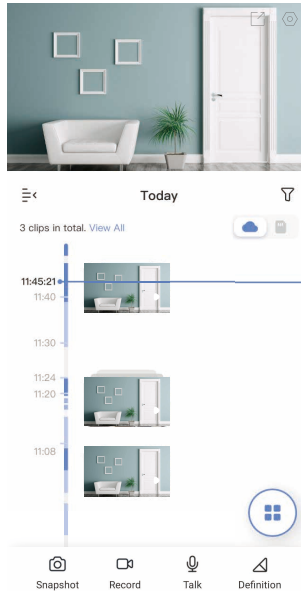 Today
3 clips in total. View All
11:45:21
11:40
11:30
11:24
11:20
11:08
Snapshot Record Talk Definition